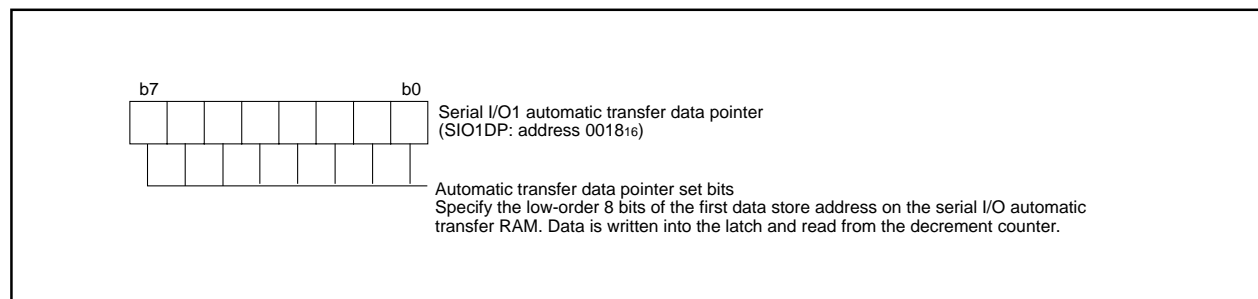 b7 b0
Serial I/O1 automatic transfer data pointer
(SIO1DP: address 0018₁₆)
Automatic transfer data pointer set bits
Specify the low-order 8 bits of the first data store address on the serial I/O automatic
transfer RAM. Data is written into the latch and read from the decrement counter.